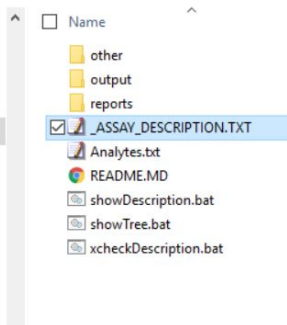 Name
other
output
reports
_ASSAY_DESCRIPTION.TXT
Analytes.txt
README.MD
showDescription.bat
showTree.bat
xcheckDescription.bat